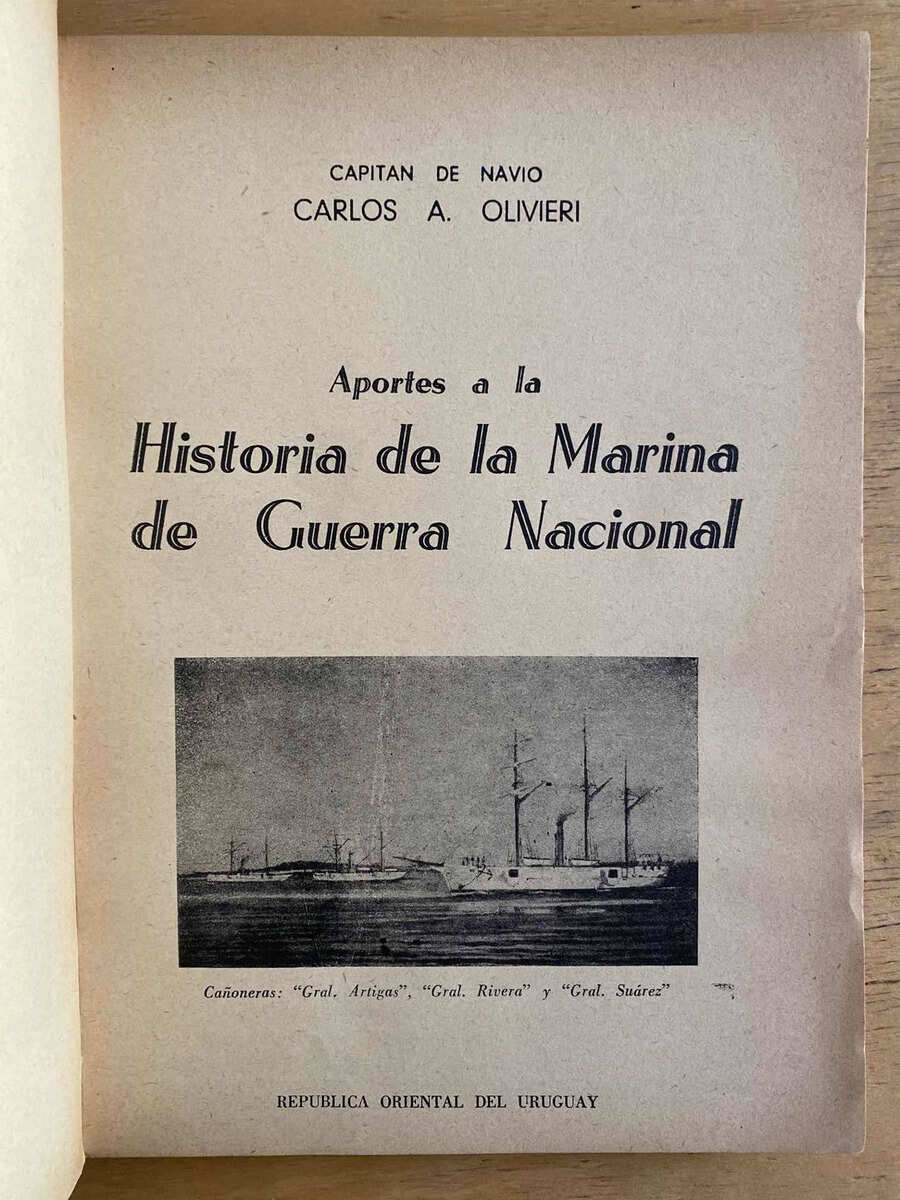 CAPITAN DE NAVIO
CARLOS A. OLIVIERI
Aportes a la
Historia de la Marina
de Guerra Nacional
Cañoneras: "Gral. Artigas", "Gral. Rivera" y "Gral. Suárez"
REPUBLICA ORIENTAL DEL URUGUAY